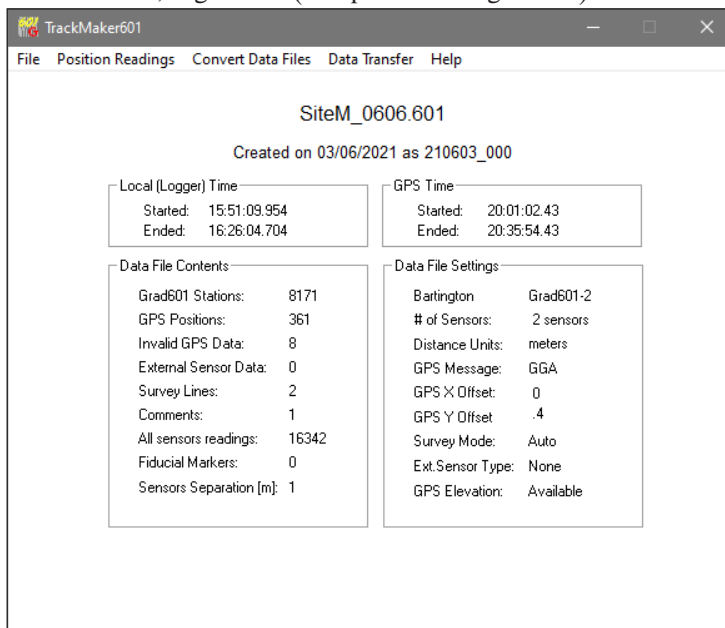 TrackMaker601
File Position Readings Convert Data Files Data Transfer Help
SiteM_0606.601
Created on 03/06/2021 as 210603_000
Local (Logger) Time
Started: 15:51:09.954
Ended: 16:26:04.704
GPS Time
Started: 20:01:02.43
Ended: 20:35:54.43
Data File Contents
Grad601 Stations: 8171
GPS Positions: 361
Invalid GPS Data: 8
External Sensor Data: 0
Survey Lines: 2
Comments: 1
All sensors readings: 16342
Fiducial Markers: 0
Sensors Separation [m]: 1
Data File Settings
Bartington Grad601-2
# of Sensors: 2 sensors
Distance Units: meters
GPS Message: GGA
GPS X Offset: 0
GPS Y Offset .4
Survey Mode: Auto
Ext.Sensor Type: None
GPS Elevation: Available